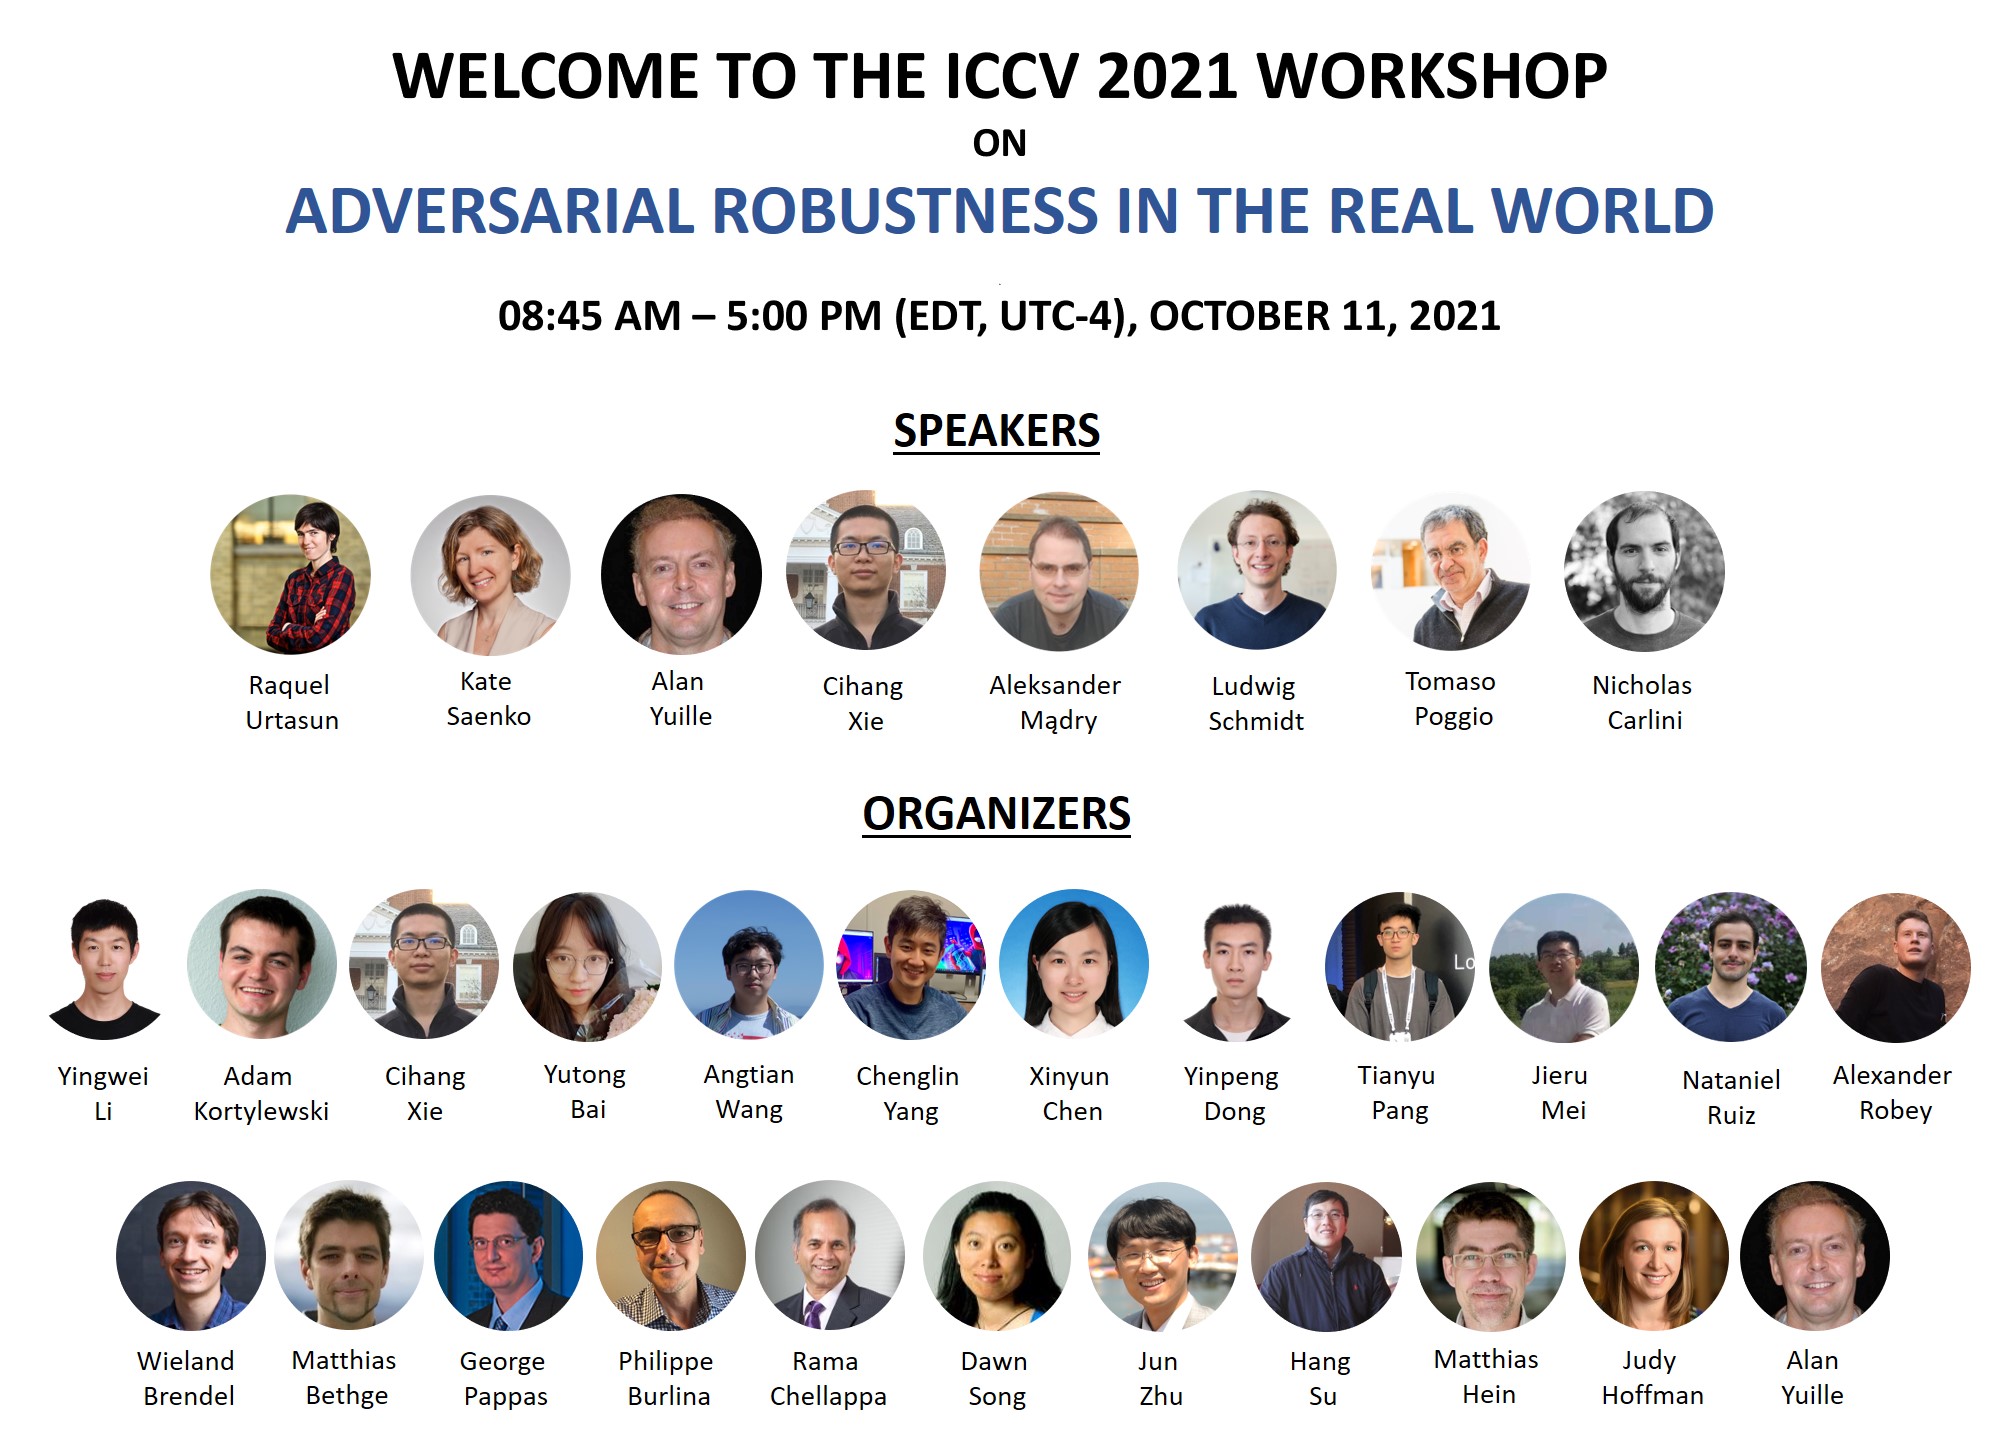 WELCOME TO THE ICCV 2021 WORKSHOP
ON
ADVERSARIAL ROBUSTNESS IN THE REAL WORLD
08:45 AM – 5:00 PM (EDT, UTC-4), OCTOBER 11, 2021
SPEAKERS
Raquel
Urtasun
Kate
Saenko
Alan
Yuille
Cihang
Xie
Aleksander
Mądry
Ludwig
Schmidt
Tomaso
Poggio
Nicholas
Carlini
ORGANIZERS
Lo
Yingwei
Li
Adam
Kortylewski
Cihang
Xie
Yutong
Bai
Angtian
Wang
Chenglin
Yang
Xinyun
Chen
Yinpeng
Dong
Tianyu
Pang
Jieru
Mei
Nataniel
Ruiz
Alexander
Robey
Wieland
Brendel
Matthias
Bethge
George
Pappas
Philippe
Burlina
Rama
Chellappa
Dawn
Song
Jun
Zhu
Hang
Su
Matthias
Hein
Judy
Hoffman
Alan
Yuille